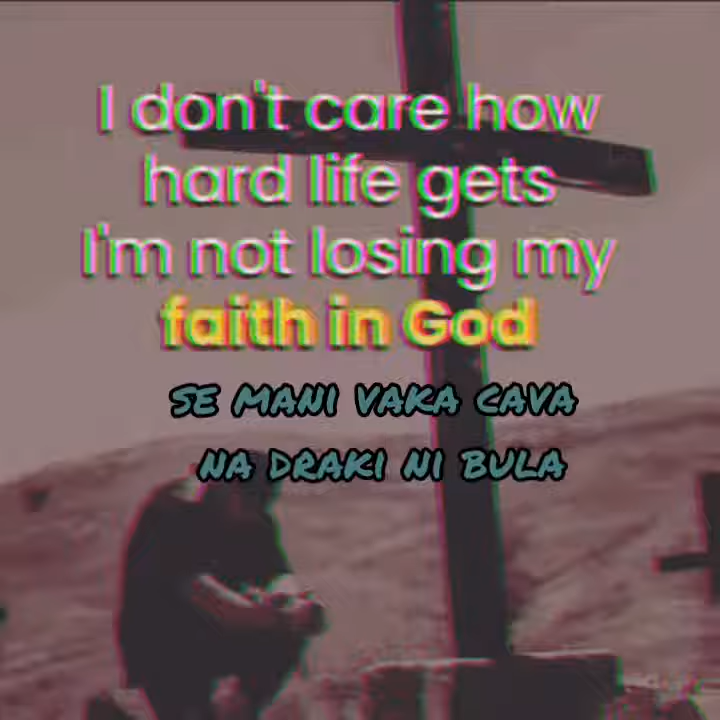 I don't care how
hard life gets
I'm not losing my
faith in God
SE MANI VAKA CAVA
NA DRAKI NI BULA